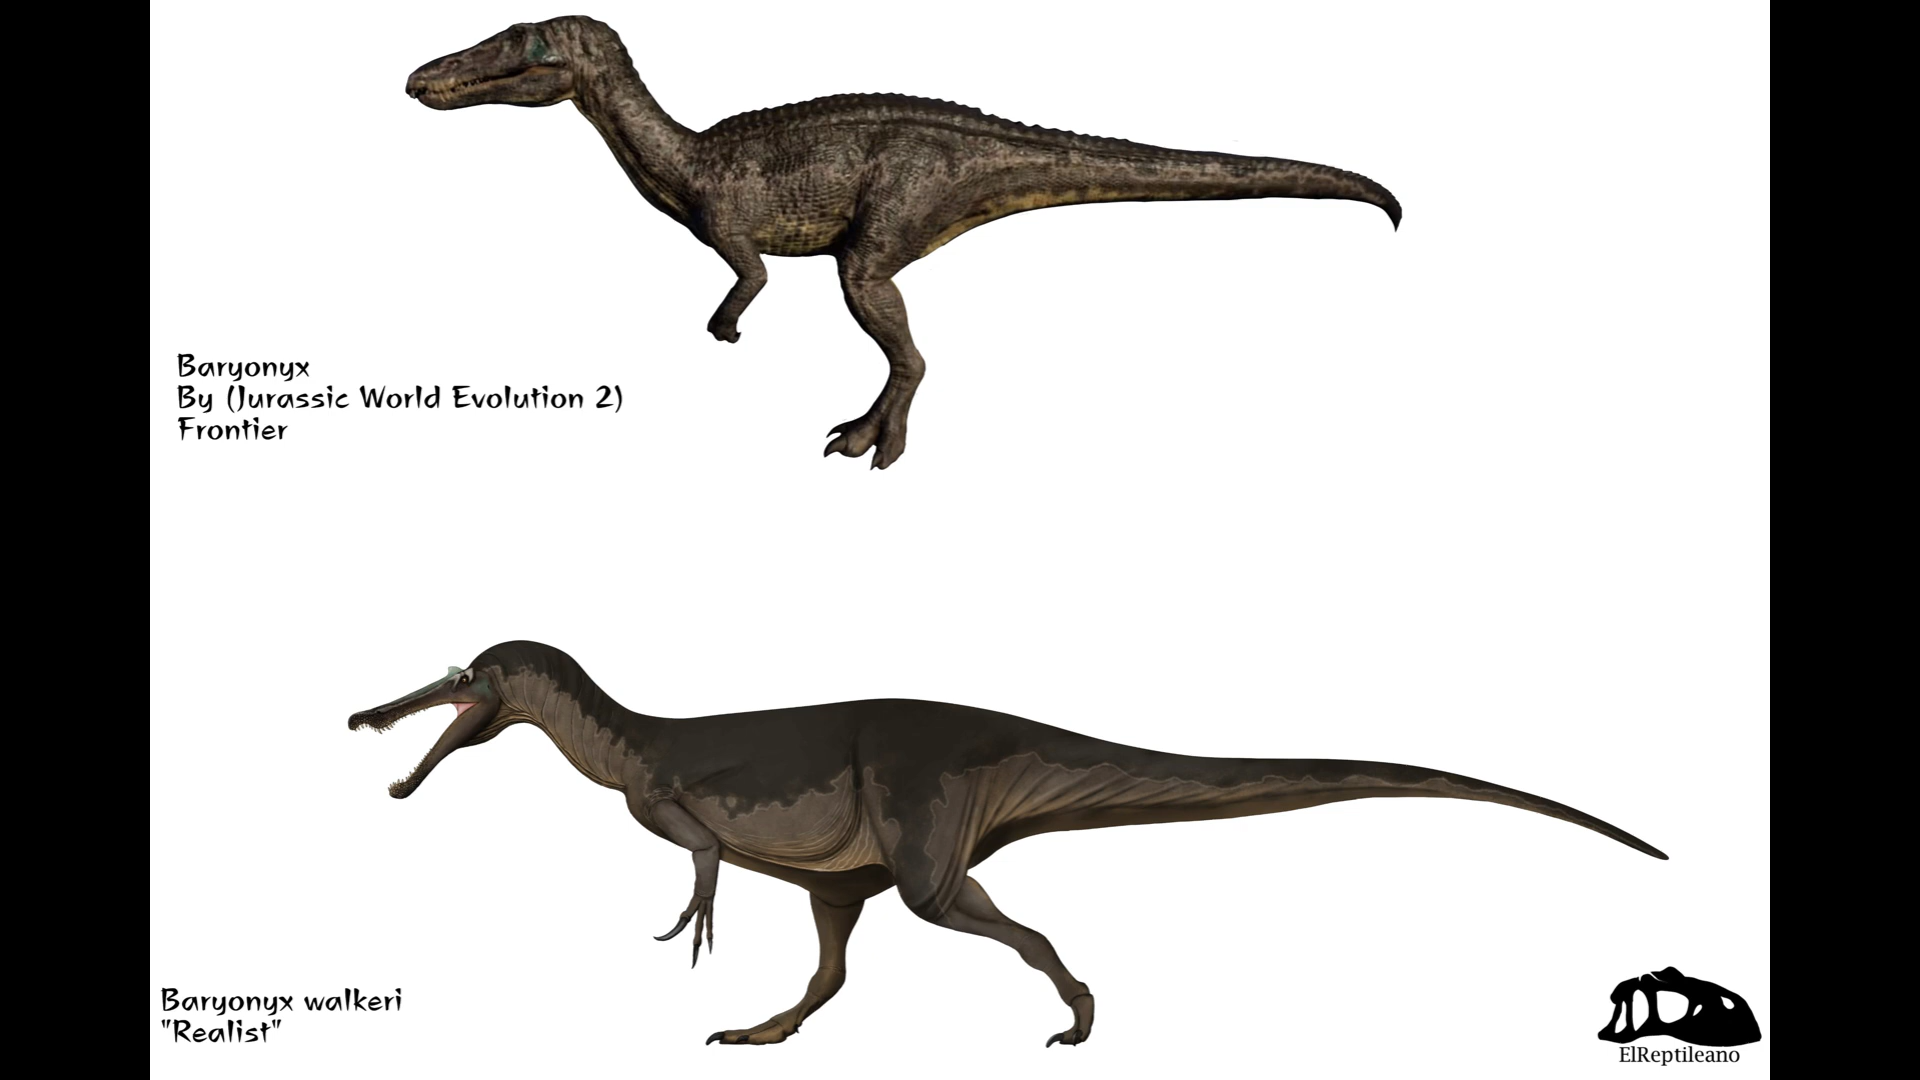 Baryonyx
By (Jurassic World Evolution 2)
Frontier
Baryonyx walkeri
"Realist"
ElReptileano